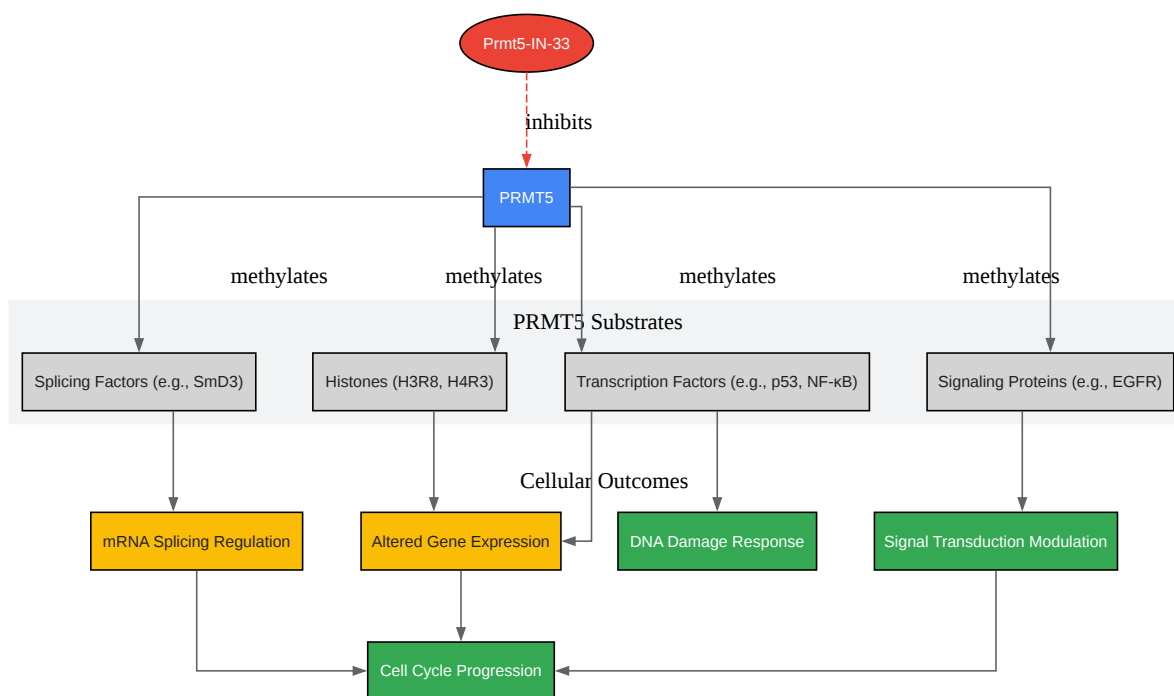 Prmt5-IN-33
inhibits
PRMT5
methylates
methylates
methylates
methylates
PRMT5 Substrates
Splicing Factors (e.g., SmD3)
Histones (H3R8, H4R3)
Transcription Factors (e.g., p53, NF-κB)
Signaling Proteins (e.g., EGFR)
Cellular Outcomes
mRNA Splicing Regulation
Altered Gene Expression
DNA Damage Response
Signal Transduction Modulation
Cell Cycle Progression